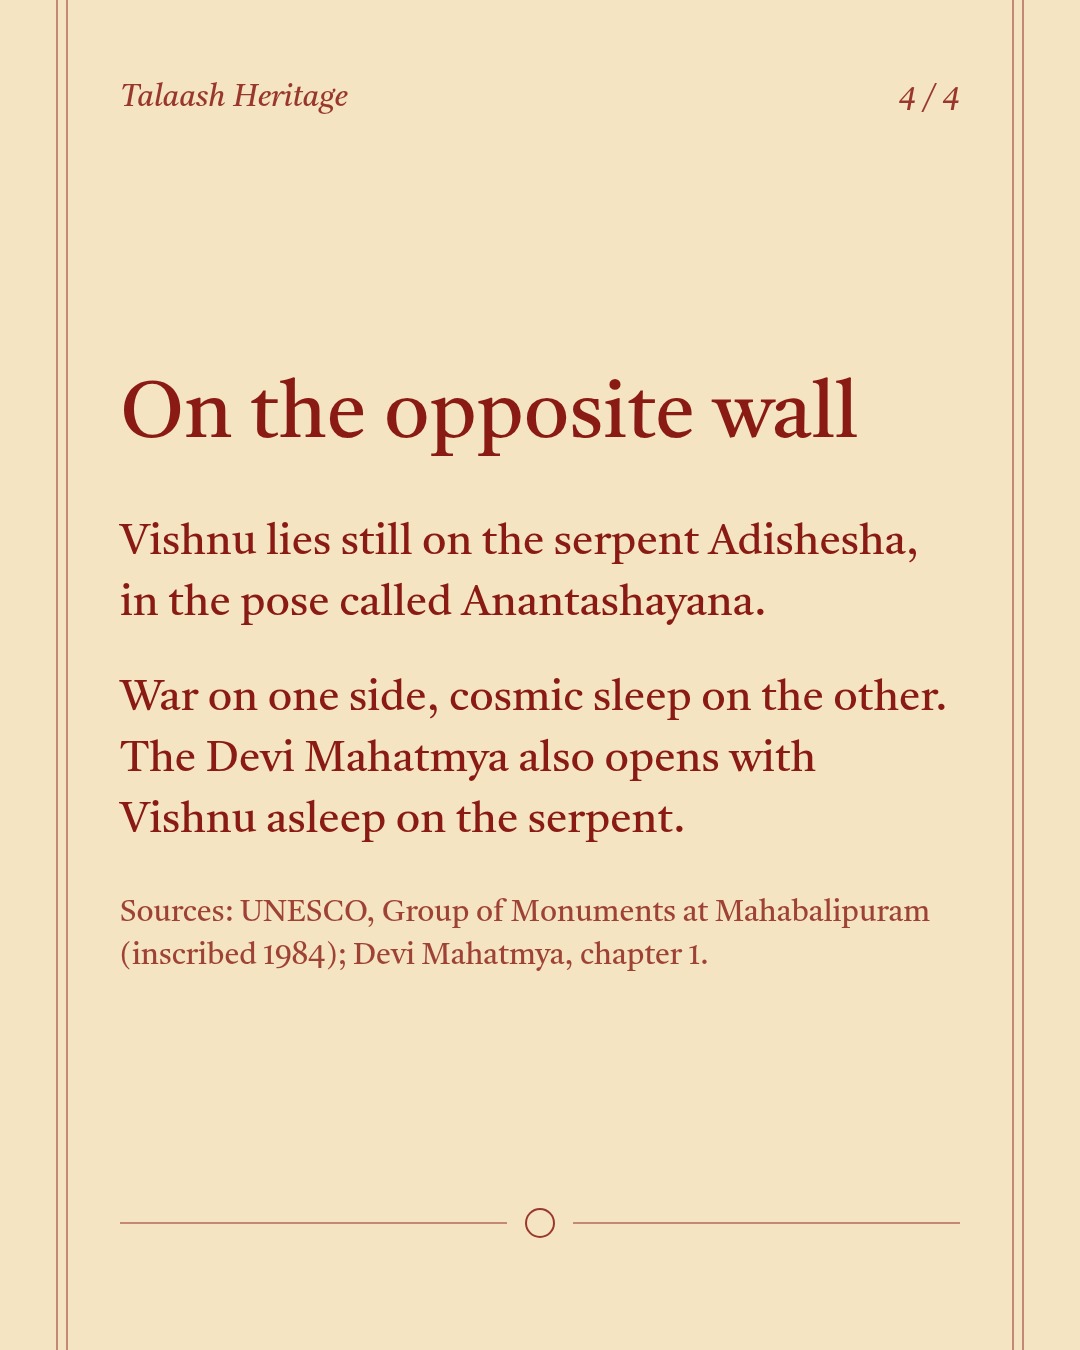 Talaash Heritage
4 / 4
On the opposite wall
Vishnu lies still on the serpent Adishesha,
in the pose called Anantashayana.
War on one side, cosmic sleep on the other.
The Devi Mahatmya also opens with
Vishnu asleep on the serpent.
Sources: UNESCO, Group of Monuments at Mahabalipuram
(inscribed 1984); Devi Mahatmya, chapter 1.